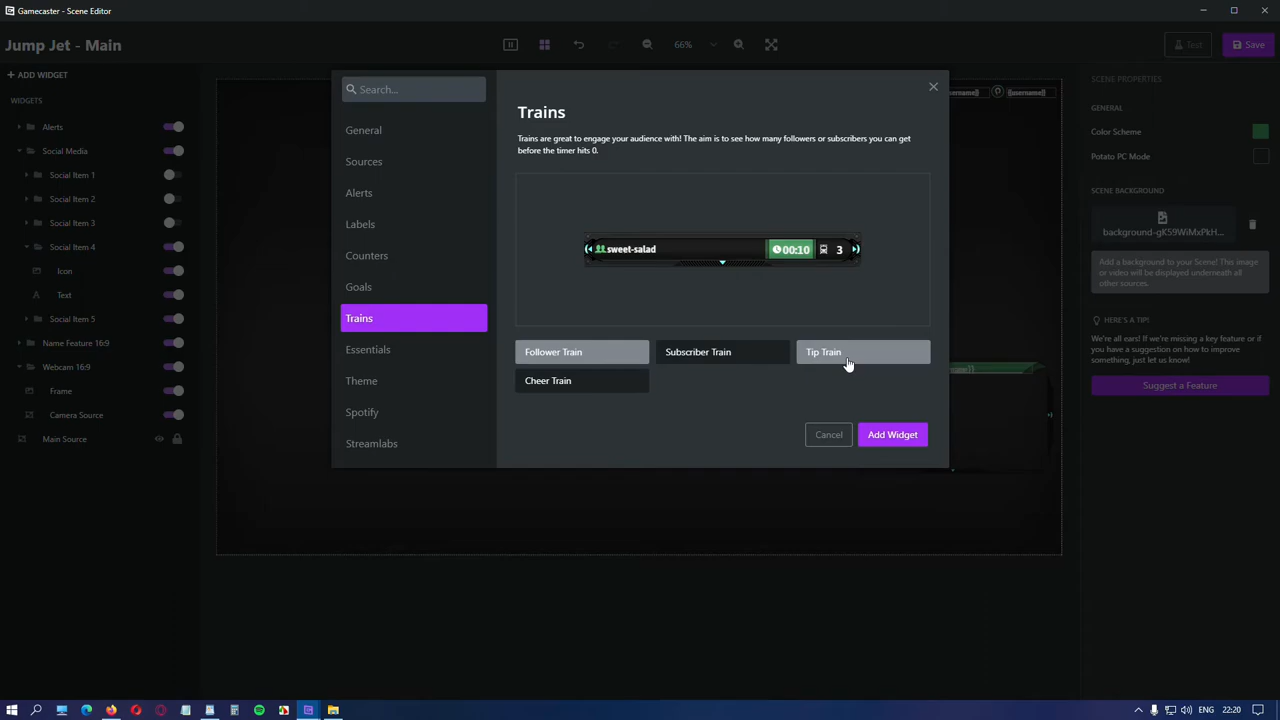 Gamecaster - Scene Editor
Jump Jet - Main
66%
Test
Save
ADD WIDGET
WIDGETS
Alerts
Social Media
Social Item 1
Social Item 2
Social Item 3
Social Item 4
Icon
Text
Social Item 5
Name Feature 16:9
Webcam 16:9
Frame
Camera Source
Main Source
Search...
General
Sources
Alerts
Labels
Counters
Goals
Trains
Essentials
Theme
Spotify
Streamlabs
Trains
Trains are great to engage your audience with! The aim is to see how many followers or subscribers you can get
before the timer hits 0.
sweet-salad
00:10
3
Follower Train
Subscriber Train
Tip Train
Cheer Train
Cancel
Add Widget
{{username}}
SCENE PROPERTIES
GENERAL
Color Scheme
Potato PC Mode
SCENE BACKGROUND
background-gK59WiMxPkH...
Add a background to your Scene! This image
or video will be displayed underneath all
other sources.
HERE'S A TIP!
We're all ears! If we're missing a key feature or if
you have a suggestion on how to improve
something, just let us know!
Suggest a Feature
ENG
22:20